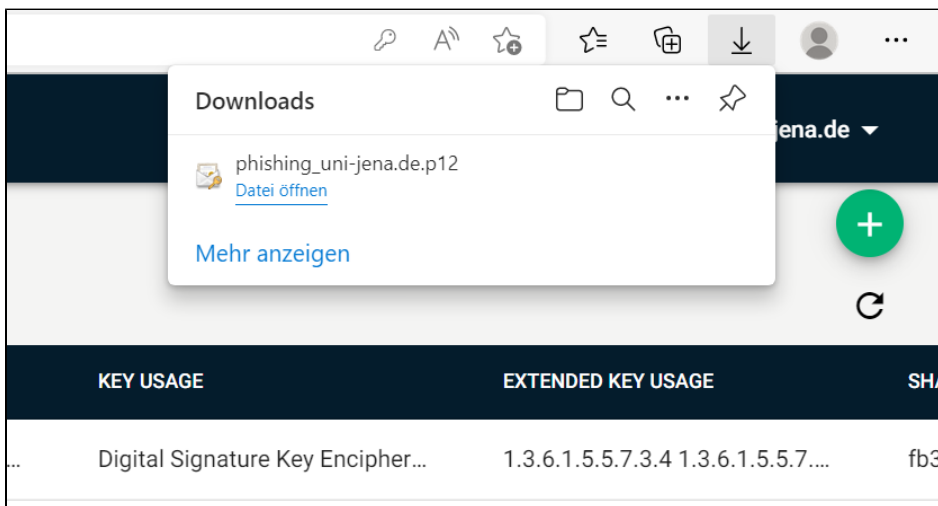 Downloads
jena.de
phishing_uni-jena.de.p12
Datei öffnen
Mehr anzeigen
KEY USAGE
EXTENDED KEY USAGE
SHA
...
Digital Signature Key Encipher...
1.3.6.1.5.5.7.3.4 1.3.6.1.5.5.7....
fb3